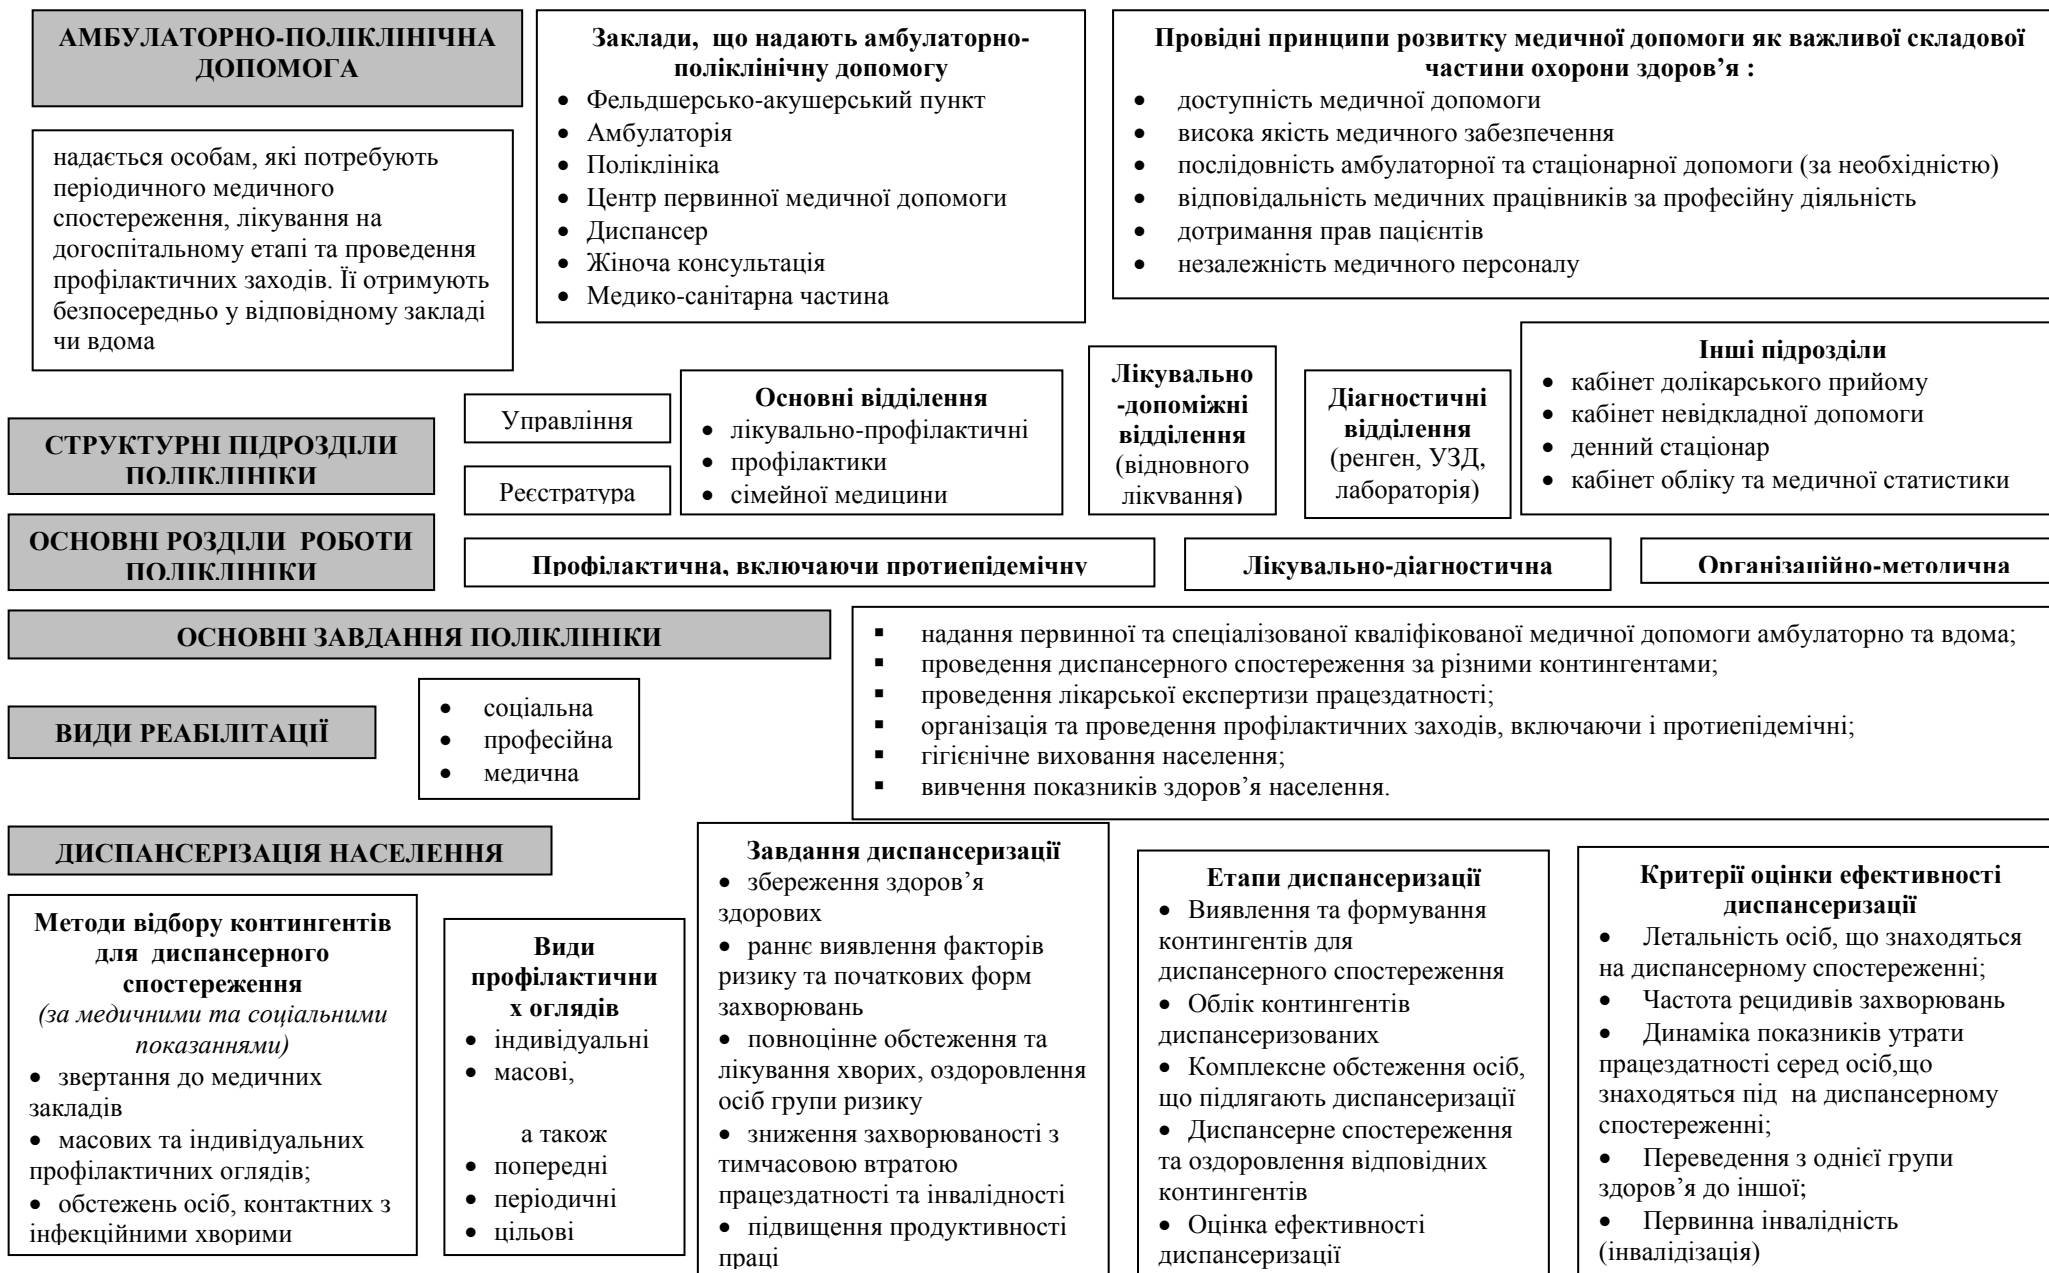 АМБУЛАТОРНО-ПОЛІКЛІНІЧНА
ДОПОМОГА
надається особам, які потребують
періодичного медичного
спостереження, лікування на
догоспітальному етапі та проведення
профілактичних заходів. Її отримують
безпосередньо у відповідному закладі
чи вдома
Заклади, що надають амбулаторно-
поліклінічну допомогу
• Фельдшерсько-акушерський пункт
• Амбулаторія
• Поліклініка
• Центр первинної медичної допомоги
• Диспансер
• Жіноча консультація
• Медико-санітарна частина
Провідні принципи розвитку медичної допомоги як важливої складової
частини охорони здоров’я :
• доступність медичної допомоги
• висока якість медичного забезпечення
• послідовність амбулаторної та стаціонарної допомоги (за необхідністю)
• відповідальність медичних працівників за професійну діяльність
• дотримання прав пацієнтів
• незалежність медичного персоналу
СТРУКТУРНІ ПІДРОЗДІЛИ
ПОЛІКЛІНІКИ
Управління
Реєстратура
Основні відділення
• лікувально-профілактичні
• профілактики
• сімейної медицини
Лікувально
-допоміжні
відділення
(відновного
лікування)
Діагностичні
відділення
(ренген, УЗД,
лабораторія)
Інші підрозділи
• кабінет долікарського прийому
• кабінет невідкладної допомоги
• денний стаціонар
• кабінет обліку та медичної статистики
ОСНОВНІ РОЗДІЛИ РОБОТИ
ПОЛІКЛІНІКИ
Профілактична, включаючи протиепідемічну
Лікувально-діагностична
Організаційно-методична
ОСНОВНІ ЗАВДАННЯ ПОЛІКЛІНІКИ
▪ надання первинної та спеціалізованої кваліфікованої медичної допомоги амбулаторно та вдома;
▪ проведення диспансерного спостереження за різними контингентами;
▪ проведення лікарської експертизи працездатності;
▪ організація та проведення профілактичних заходів, включаючи і протиепідемічні;
▪ гігієнічне виховання населення;
▪ вивчення показників здоров’я населення.
ВИДИ РЕАБІЛІТАЦІЇ
• соціальна
• професійна
• медична
ДИСПАНСЕРІЗАЦІЯ НАСЕЛЕННЯ
Методи відбору контингентів
для диспансерного
спостереження
(за медичними та соціальними
показаннями)
• звертання до медичних
закладів
• масових та індивідуальних
профілактичних оглядів;
• обстежень осіб, контактних з
інфекційними хворими
Види
профілактични
х оглядів
• індивідуальні
• масові,
а також
• попередні
• періодичні
• цільові
Завдання диспансеризації
• збереження здоров’я
здорових
• раннє виявлення факторів
ризику та початкових форм
захворювань
• повноцінне обстеження та
лікування хворих, оздоровлення
осіб групи ризику
• зниження захворюваності з
тимчасовою втратою
працездатності та інвалідності
• підвищення продуктивності
праці
Етапи диспансеризації
• Виявлення та формування
контингентів для
диспансерного спостереження
• Облік контингентів
диспансеризованих
• Комплексне обстеження осіб,
що підлягають диспансеризації
• Диспансерне спостереження
та оздоровлення відповідних
контингентів
• Оцінка ефективності
диспансеризації
Критерії оцінки ефективності
диспансеризації
• Летальність осіб, що знаходяться
на диспансерному спостереженні;
• Частота рецидивів захворювань
• Динаміка показників утрати
працездатності серед осіб,що
знаходяться під на диспансерному
спостереженні;
• Переведення з однієї групи
здоров’я до іншої;
• Первинна інвалідність
(інвалідізація)